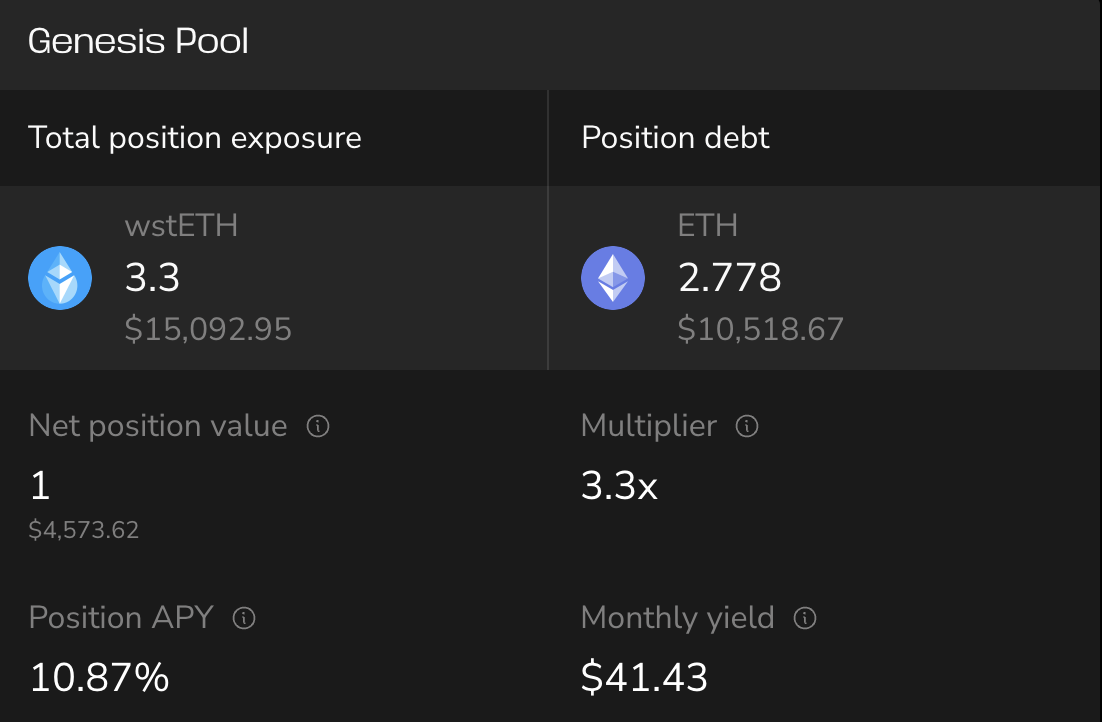 Genesis Pool
Total position exposure
Position debt
wstETH
3.3
$15,092.95
ETH
2.778
$10,518.67
Net position value
1
$4,573.62
Multiplier
3.3x
Position APY
10.87%
Monthly yield
$41.43